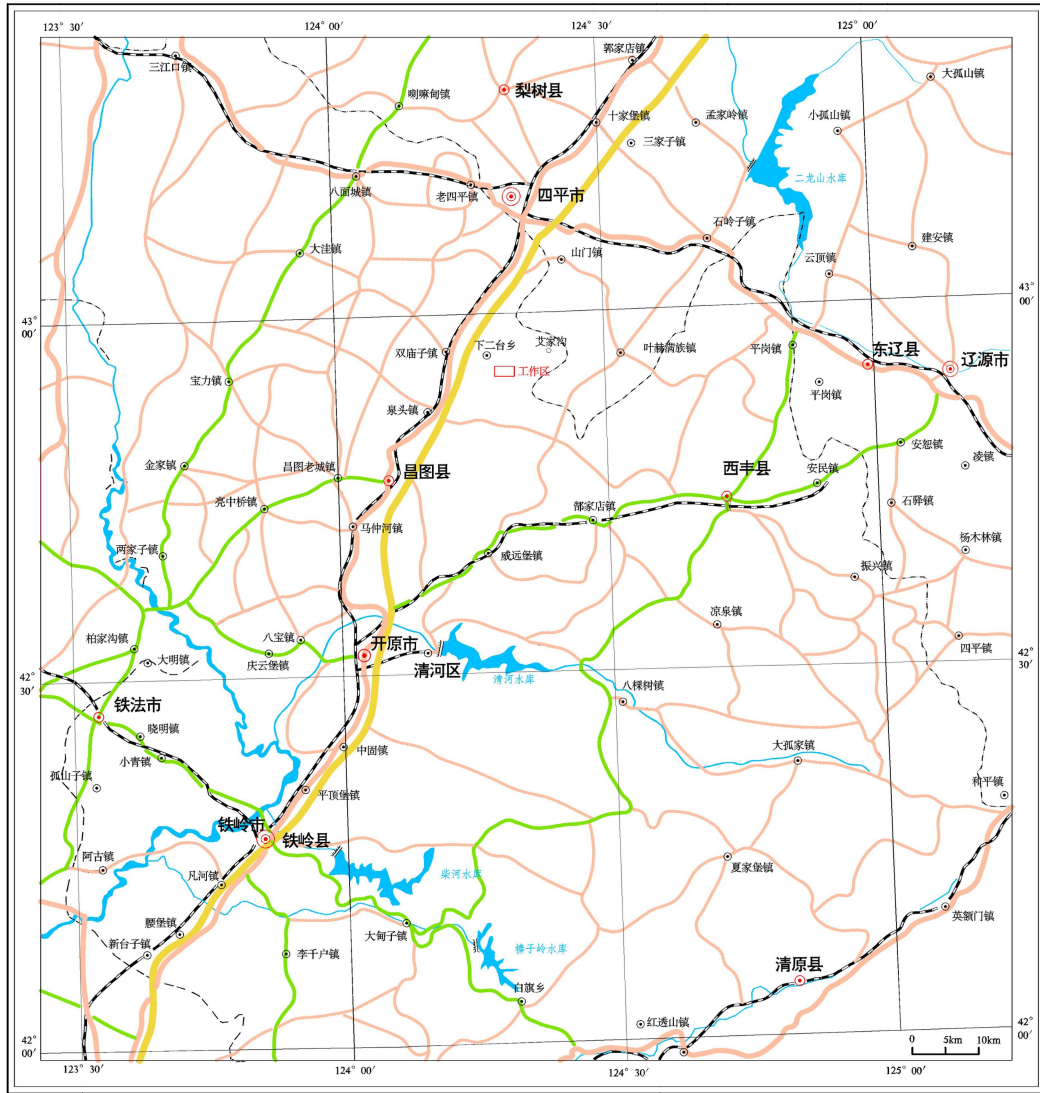 123° 30′
124° 00′
124° 30′
125° 00′
三江口镇
郭家店镇
大孤山镇
喇嘛甸镇
梨树县
十家堡镇
孟家岭镇
小孤山镇
三家子镇
二龙山水库
八面城镇
老四平镇
四平市
石岭子镇
建安镇
大洼镇
山门镇
云顶镇
43°
00′
43°
00′
双庙子镇
下二台乡
艾家沟
叶赫满族镇
平岗镇
东辽县
辽源市
工作区
宝力镇
平岗镇
泉头镇
安恕镇
金家镇
昌图老城镇
昌图县
西丰县
安民镇
凌镇
亮中桥镇
郜家店镇
石驿镇
马仲河镇
杨木林镇
两家子镇
威远堡镇
振兴镇
凉泉镇
柏家沟镇
八宝镇
开原市
四平镇
大明镇
庆云堡镇
清河区
清河水库
42°
30′
42°
30′
八棵树镇
铁法市
晓明镇
中固镇
大孤家镇
小青镇
孤山子镇
平顶堡镇
和平镇
铁岭市
铁岭县
阿吉镇
柴河水库
夏家堡镇
凡河镇
英额门镇
腰堡镇
大甸子镇
新台子镇
李千户镇
榛子岭水库
清原县
白旗乡
红透山镇
42°
00′
42°
00′
0
5km
10km
123° 30′
124° 00′
124° 30′
125° 00′